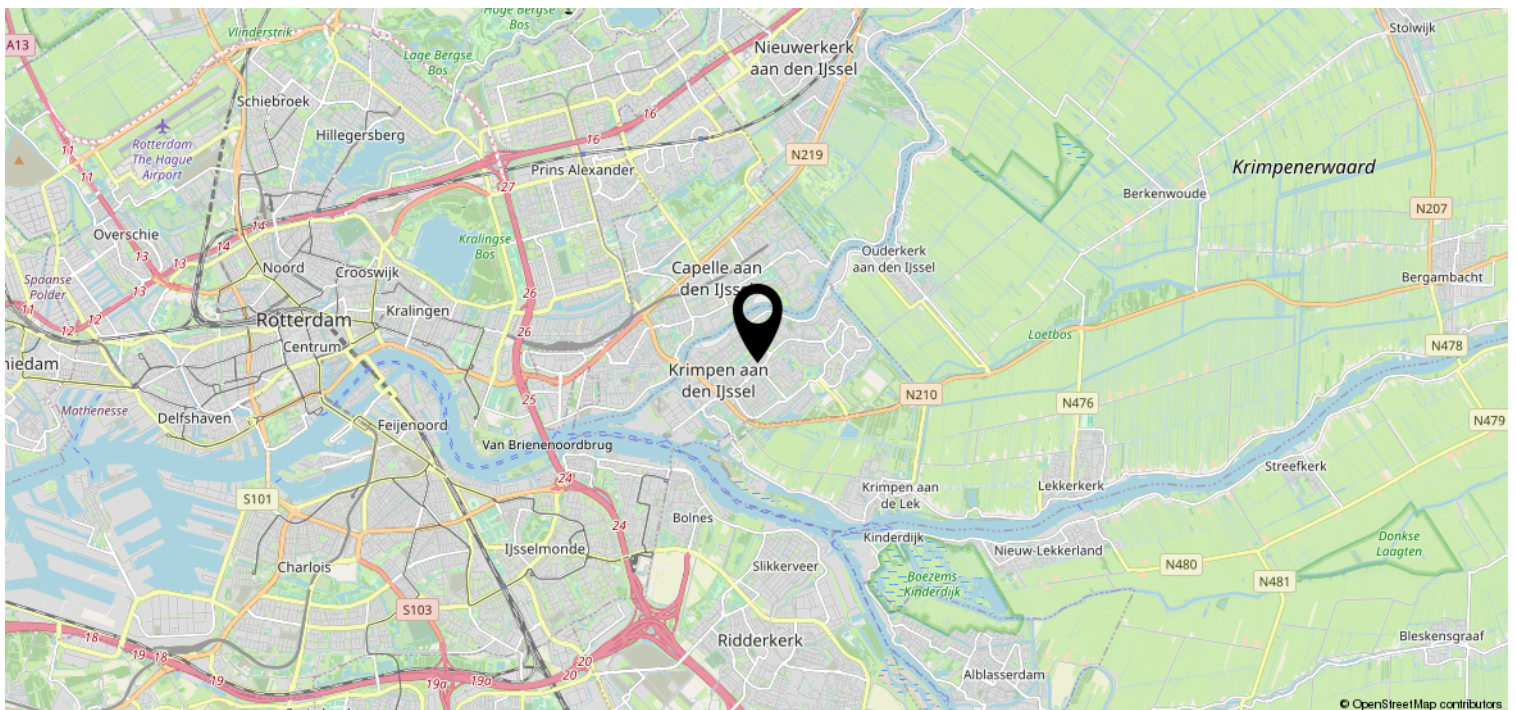 Hoge Bergse
Bos
Vlinderstrik
A13
Lage Bergse
Bos
Nieuwerkerk
aan den IJssel
Stolwijk
Schiebroek
Hillegersberg
16
16
11
11
Rotterdam
The Hague
Airport
N219
Prins Alexander
27
Krimpenerwaard
Berkenwoude
N207
14
14
Overschie
13
13
13
Kralingse
Bos
Ouderkerk
aan den IJssel
Noord
Crooswijk
Capelle aan
den IJssel
Bergambacht
Spaanse
Polder
11
12
12
26
26
Kralingen
Rotterdam
Centrum
Loetbos
N478
Krimpen aan
den IJssel
N210
N476
25
Mathenesse
Delfshaven
Feijenoord
N479
Van Brienenoordbrug
24
24
Streefkerk
S101
Krimpen aan
de Lek
Lekkerkerk
Bolnes
Kinderdijk
IJsselmonde
Nieuw-Lekkerland
Donkse
Laagten
Charlois
Slikkerveer
Boezems
Kinderdijk
N480
N481
S103
18
18
19
19
19a
19a
20
20
Ridderkerk
Bleskensgraaf
Alblasserdam
© OpenStreetMap contributors